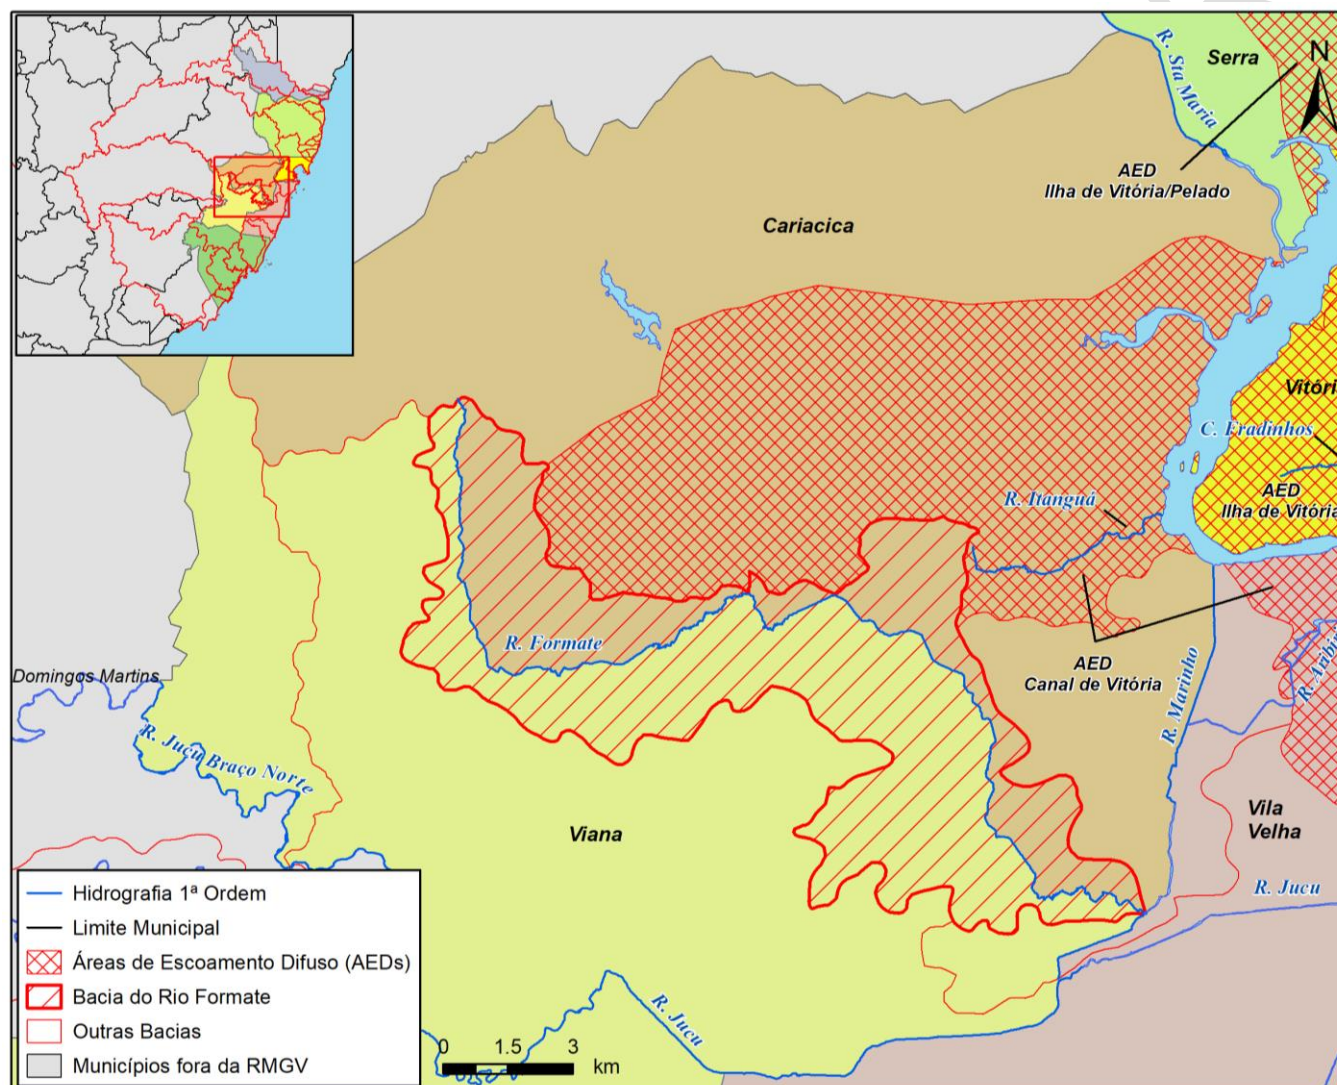 R. Sta Maria
Serra
N
AED
Ilha de Vitória/Pelado
Cariacica
C. Fradinhos
AED
R. Itanguá
R. Formate
AED
Canal de Vitória
R. Marinho
Domingos Martins
R. Jucu Braço Norte
Viana
Vila
Velha
R. Jucu
R. Jucu
Hidrografia 1ª Ordem
Limite Municipal
Áreas de Escoamento Difuso (AEDs)
Bacia do Rio Formate
Outras Bacias
Municípios fora da RMGV
0 1.5 3
km
Ilha de Vitória